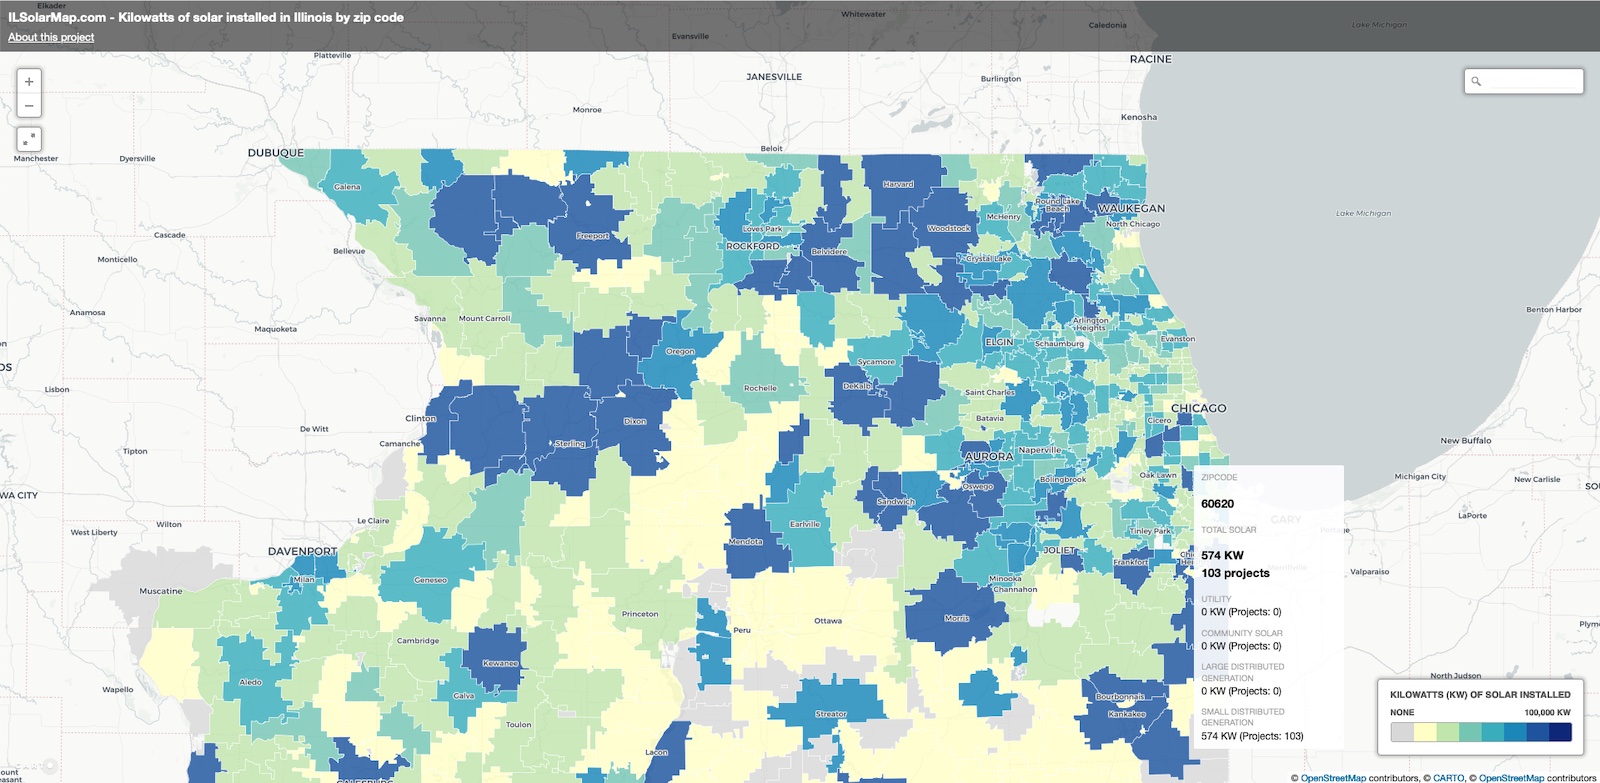 Elkader
ILSolarMap.com - Kilowatts of solar installed in Illinois by zip code
About this project
Whitewater
Caledonia
Lake Michigan
Evansville
Platteville
RACINE
JANESVILLE
Burlington
+
−
Monroe
Kenosha
Manchester
Dyersville
DUBUQUE
Beloit
Galena
Harvard
Round Lake
Beach
WAUKEGAN
Lake Michigan
McHenry
North Chicago
Cascade
Freeport
Loves Park
Woodstock
ROCKFORD
Bellevue
Belvidere
Monticello
Crystal Lake
Anamosa
Savanna
Mount Carroll
Benton Harbor
Maquoketa
Arlington
Heights
ELGIN
Schaumburg
Evanston
Oregon
Sycamore
Lisbon
Rochelle
DeKalb
Saint Charles
CHICAGO
Clinton
Dixon
Batavia
Cicero
De Witt
Camanche
Sterling
New Buffalo
Tipton
AURORA
Naperville
Michigan City
New Carlisle
WA CITY
Bolingbrook
Oak Lawn
Oswego
Sandwich
LaPorte
Le Claire
Wilton
West Liberty
Earlville
Tinley Park
GARY
Mendota
DAVENPORT
JOLIET
Frankfort
Valparaiso
Milan
Geneseo
Minooka
Channahon
Muscatine
Princeton
Morris
Ottawa
Peru
Cambridge
Kewanee
Wapello
Aledo
Galva
Bourbonnais
Kankakee
Streator
Toulon
Lacon
North Judson
ZIPCODE
60620
TOTAL SOLAR
574 KW
103 projects
UTILITY
0 KW (Projects: 0)
COMMUNITY SOLAR
0 KW (Projects: 0)
LARGE DISTRIBUTED
GENERATION
0 KW (Projects: 0)
SMALL DISTRIBUTED
GENERATION
574 KW (Projects: 103)
KILOWATTS (KW) OF SOLAR INSTALLED
NONE
100,000 KW
© OpenStreetMap contributors, © CARTO, © OpenStreetMap contributors